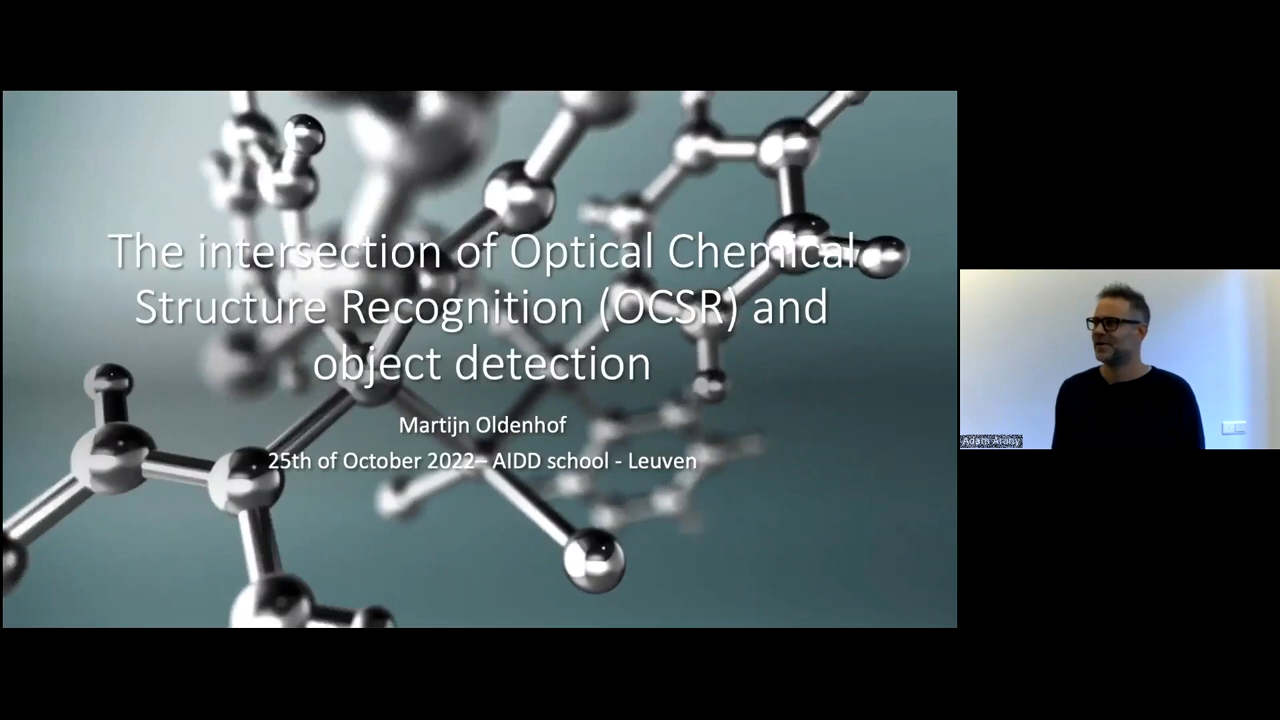 The intersection of Optical Chemical
Structure Recognition (OCSR) and
object detection
Martijn Oldenhof
25th of October 2022– AIDD school - Leuven
Adam Arany